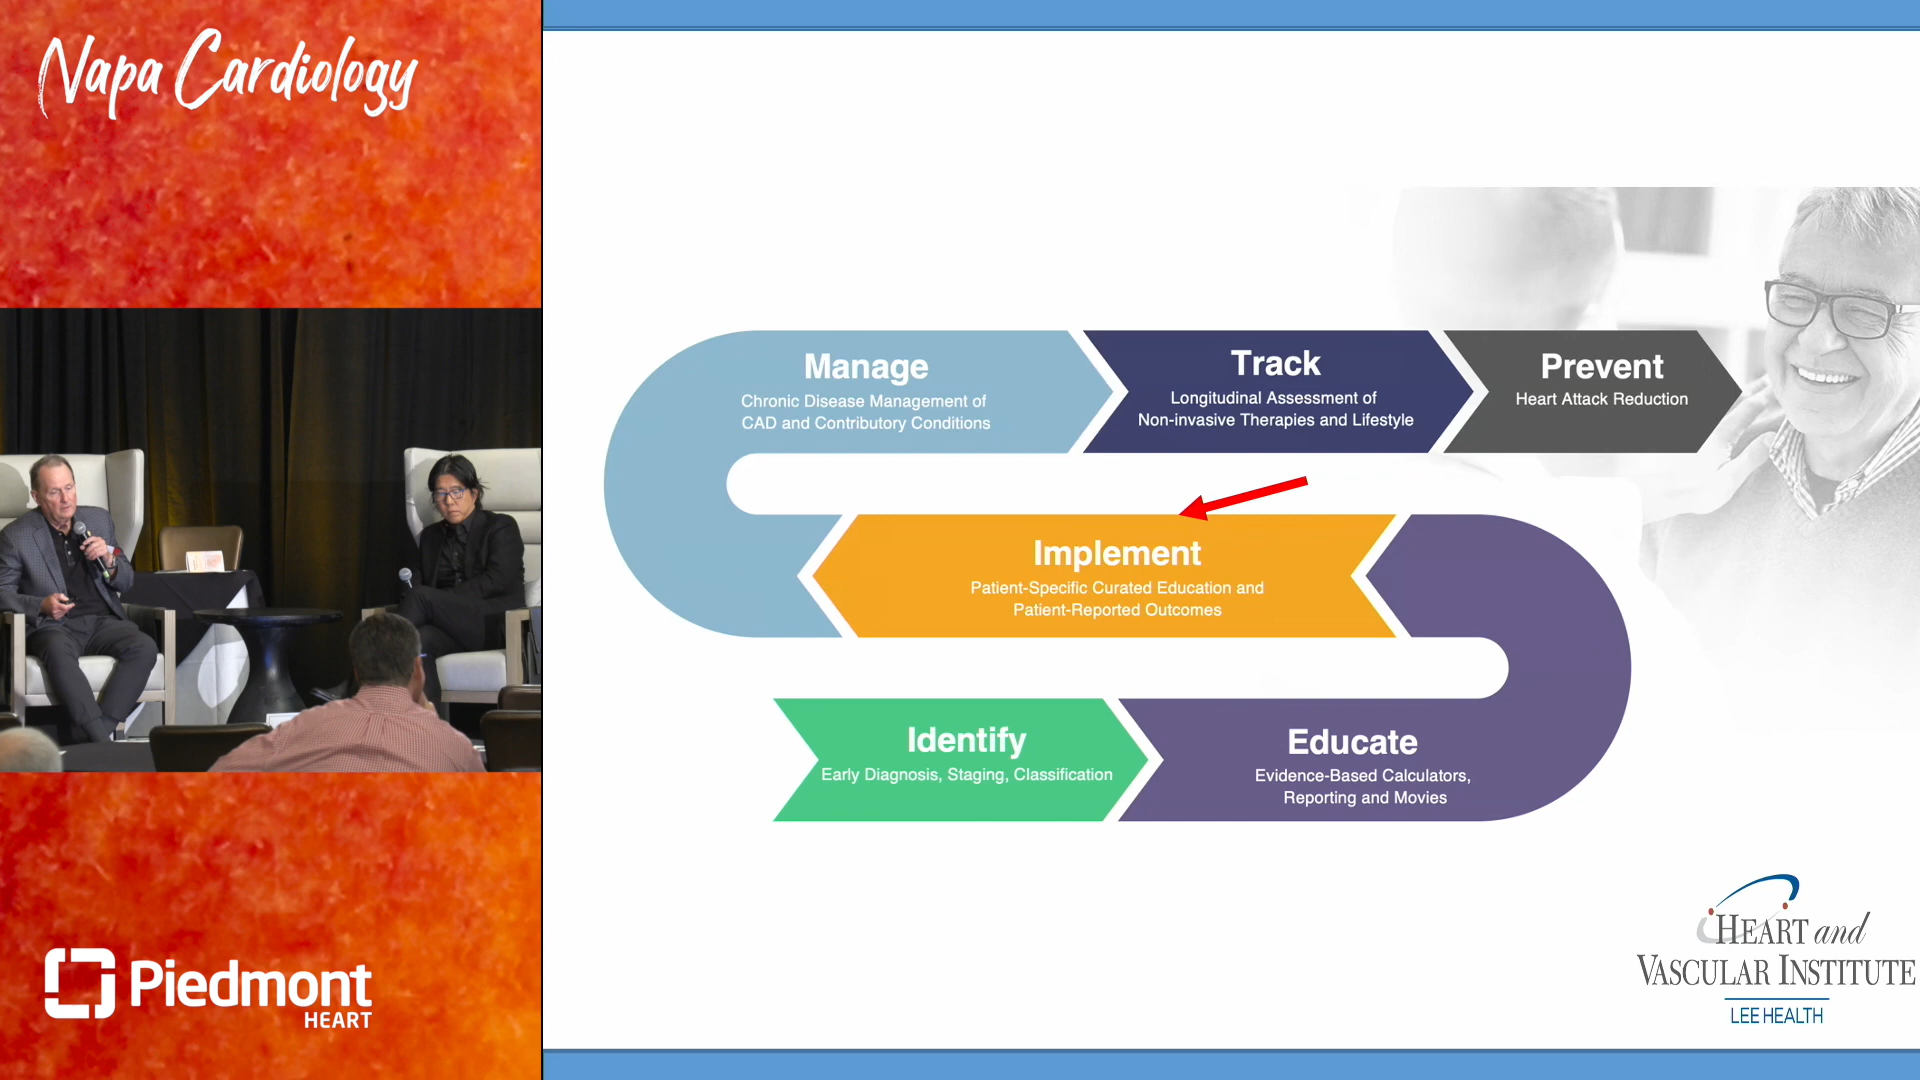 Napa Cardiology
Manage
Chronic Disease Management of
CAD and Contributory Conditions
Track
Longitudinal Assessment of
Non-invasive Therapies and Lifestyle
Prevent
Heart Attack Reduction
Implement
Patient-Specific Curated Education and
Patient-Reported Outcomes
Identify
Early Diagnosis, Staging, Classification
Educate
Evidence-Based Calculators,
Reporting and Movies
Piedmont
HEART
HEART and
VASCULAR INSTITUTE
LEE HEALTH